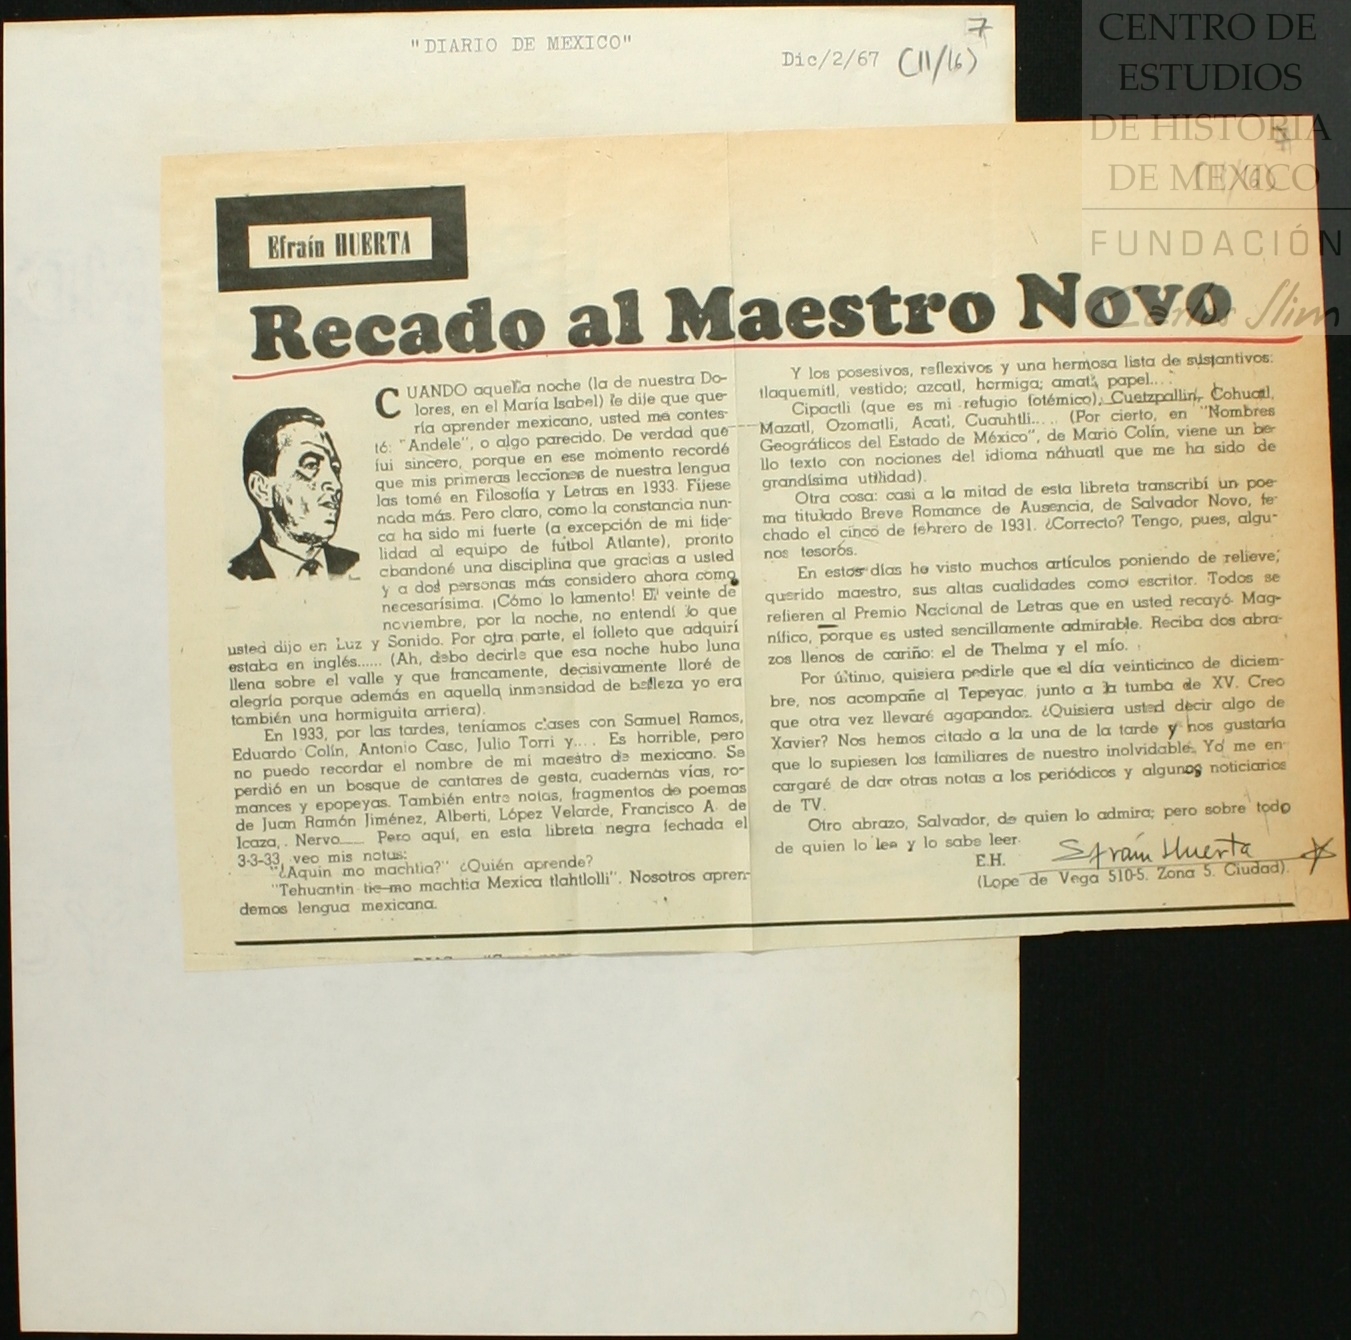 "DIARIO DE MEXICO"
7
Dic/2/67 (11/16)
CENTRO DE
ESTUDIOS
DE HISTORIA
DE MEXICO
FUNDACIÓN
Carlos Slim
Efraín HUERTA
Recado al Maestro Novo
CUANDO aquella noche (la de nuestra Do-
lores, en el María Isabel) le dije que que-
ría aprender mexicano, usted me contes-
tó: "Andele", o algo parecido. De verdad que
fui sincero, porque en ese momento recordé
que mis primeras lecciones de nuestra lengua
las tomé en Filosofía y Letras en 1933. Fíjese
nada más. Pero claro, como la constancia nun-
ca ha sido mi fuerte (a excepción de mi fide-
lidad al equipo de futbol Atlante), pronto
abandoné una disciplina que gracias a usted
y a dos personas más considero ahora como
necesarísima. ¡Cómo lo lamento! El veinte de
noviembre, por la noche, no entendí lo que
usted dijo en Luz y Sonido. Por otra parte, el folleto que adquirí
estaba en inglés...... (Ah, debo decirle que esa noche hubo luna
llena sobre el valle y que francamente, decisivamente lloré de
alegría porque además en aquella inmensidad de belleza yo era
también una hormiguita arriera).
En 1933, por las tardes, teníamos clases con Samuel Ramos,
Eduardo Colín, Antonio Caso, Julio Torri y.... Es horrible, pero
no puedo recordar el nombre de mi maestro de mexicano. Se
perdió en un bosque de cantares de gesta, cuadernas vías, ro-
mances y epopeyas. También entre notas, fragmentos de poemas
de Juan Ramón Jiménez, Alberti, López Velarde, Francisco A. de
Icaza, . Nervo...... Pero aquí, en esta libreta negra fechada el
3-3-33, veo mis notas:
"¿Aquin mo machtia?" ¿Quién aprende?
"Tehuantin tic-mo machtia Mexica tlahtlolli". Nosotros apren-
demos lengua mexicana.
Y los posesivos, reflexivos y una hermosa lista de sustantivos:
tlaquemitl, vestido; azcatl, hormiga; amatl, papel....
Cipactli (que es mi refugio totémico), Cuetzpallin, Cohuatl,
Mazatl, Ozomatli, Acatl, Cuauhtli..... (Por cierto, en "Nombres
Geográficos del Estado de México", de Mario Colín, viene un be-
llo texto con nociones del idioma náhuatl que me ha sido de
grandísima utilidad).
Otra cosa: casi a la mitad de esta libreta transcribí un poe-
ma titulado Breve Romance de Ausencia, de Salvador Novo, fe-
chado el cinco de febrero de 1931. ¿Correcto? Tengo, pues, algu-
nos tesoros.
En estos días he visto muchos artículos poniendo de relieve,
querido maestro, sus altas cualidades como escritor. Todos se
refieren al Premio Nacional de Letras que en usted recayó. Mag-
nífico, porque es usted sencillamente admirable. Reciba dos abra-
zos llenos de cariño: el de Thelma y el mío.
Por último, quisiera pedirle que el día veinticinco de diciem-
bre, nos acompañe al Tepeyac, junto a la tumba de XV. Creo
que otra vez llevaré agapandos. ¿Quisiera usted decir algo de
Xavier? Nos hemos citado a la una de la tarde y nos gustaría
que lo supiesen los familiares de nuestro inolvidable. Yo me en-
cargaré de dar otras notas a los periódicos y algunos noticiarios
de TV.
Otro abrazo, Salvador, de quien lo admira; pero sobre todo
de quien lo lea y lo sabe leer.
E.H. Efraín Huerta
(Lope de Vega 510-5. Zona 5. Ciudad).